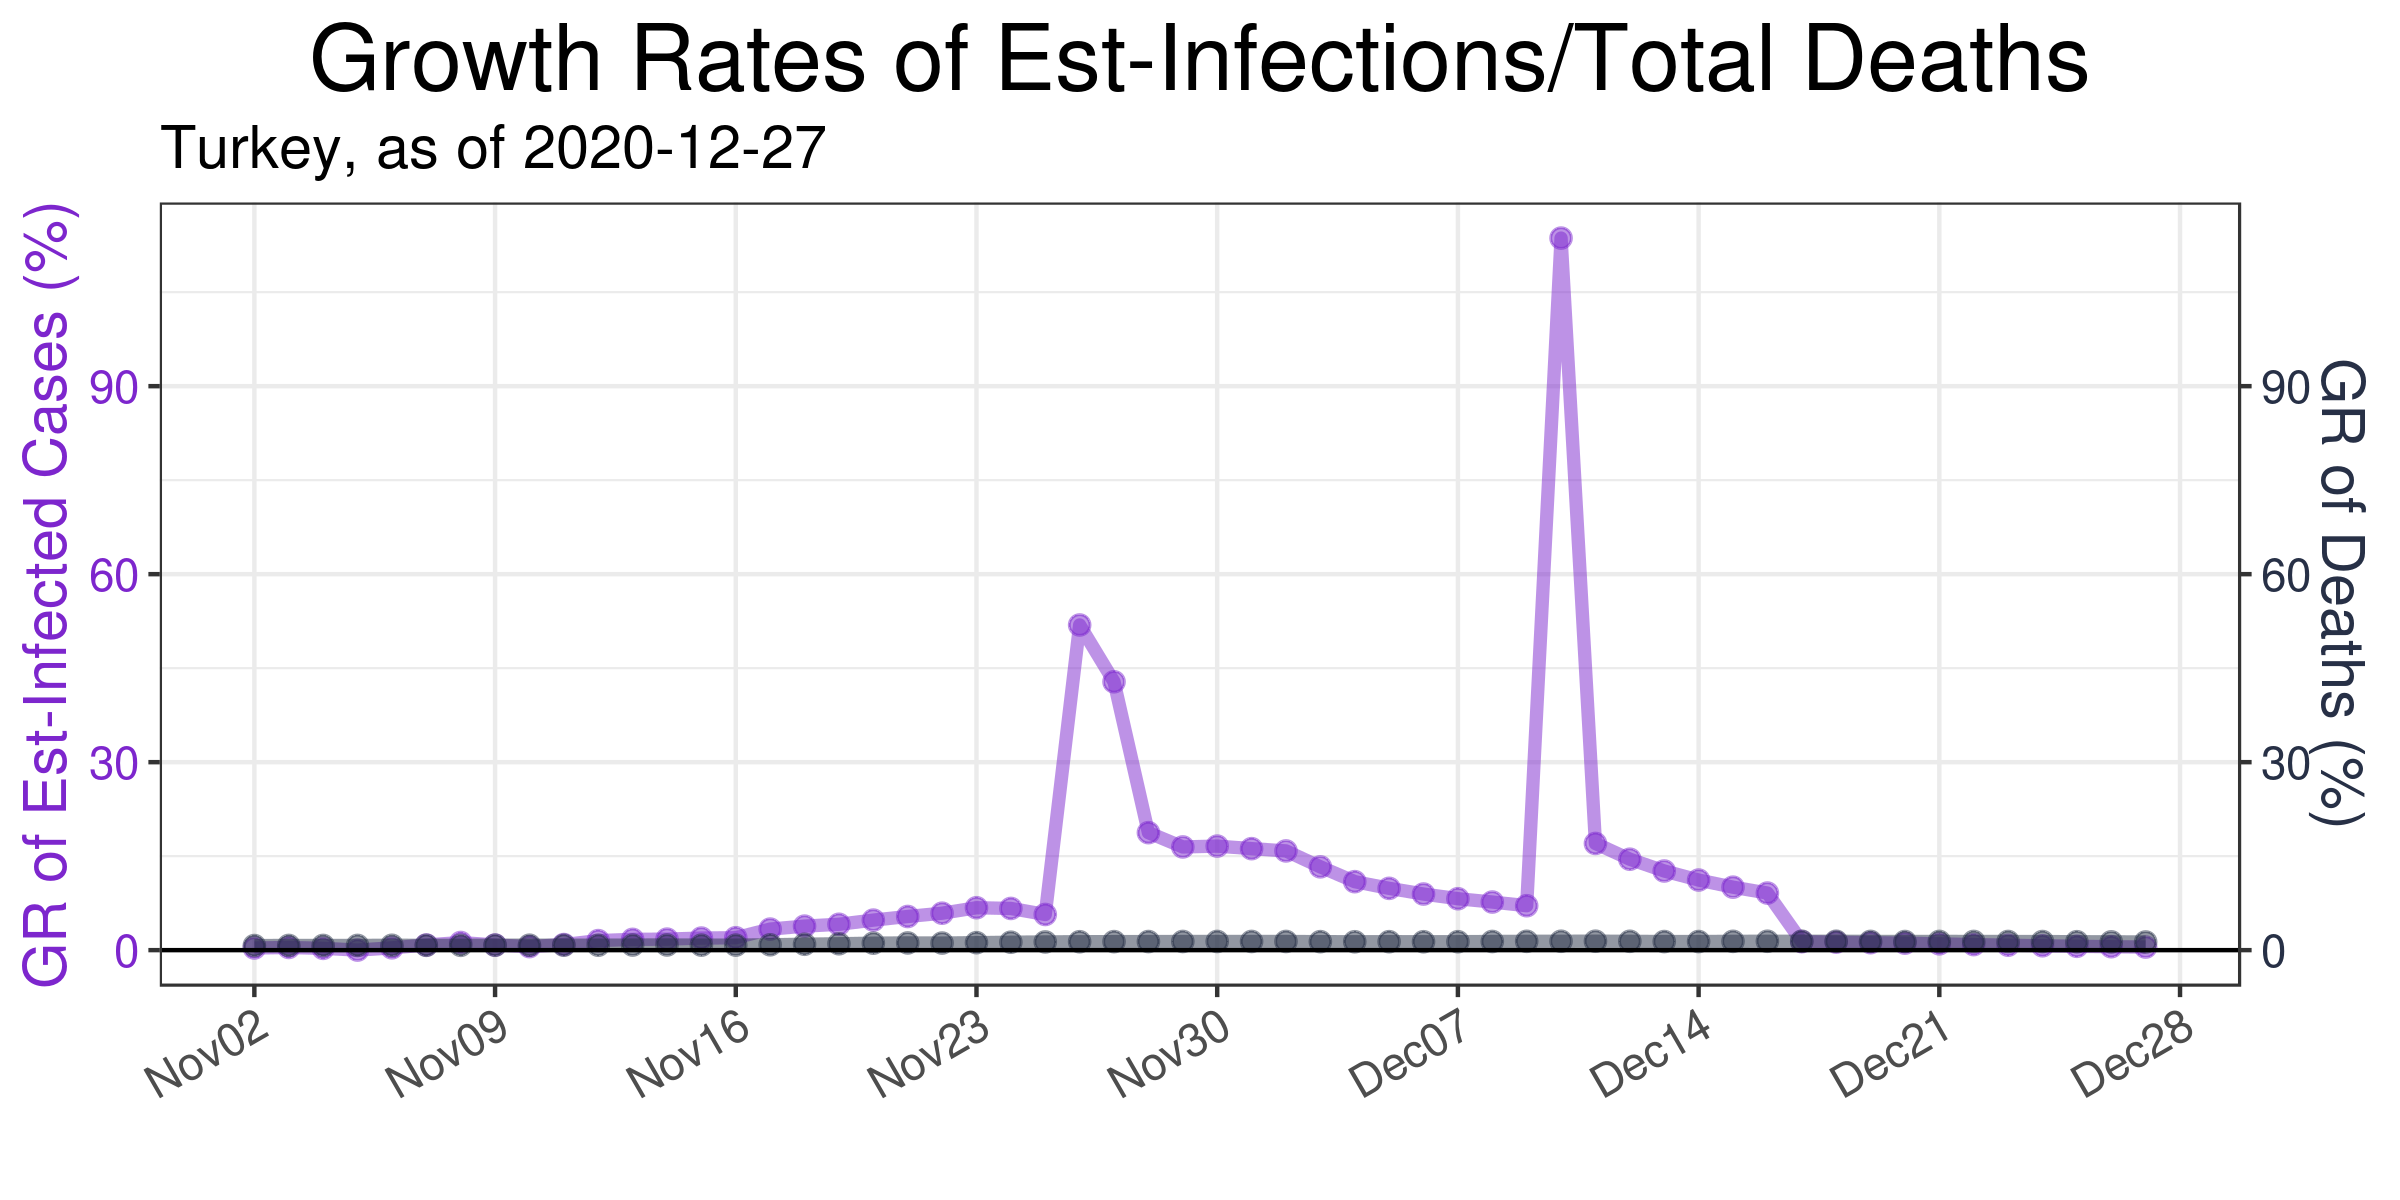 Growth Rates of Est-Infections/Total Deaths
Turkey, as of 2020-12-27
GR of Est-Infected Cases (%)
90
60
30
0
90
60
30
0
GR of Deaths (%)
Nov02
Nov09
Nov16
Nov23
Nov30
Dec07
Dec14
Dec21
Dec28